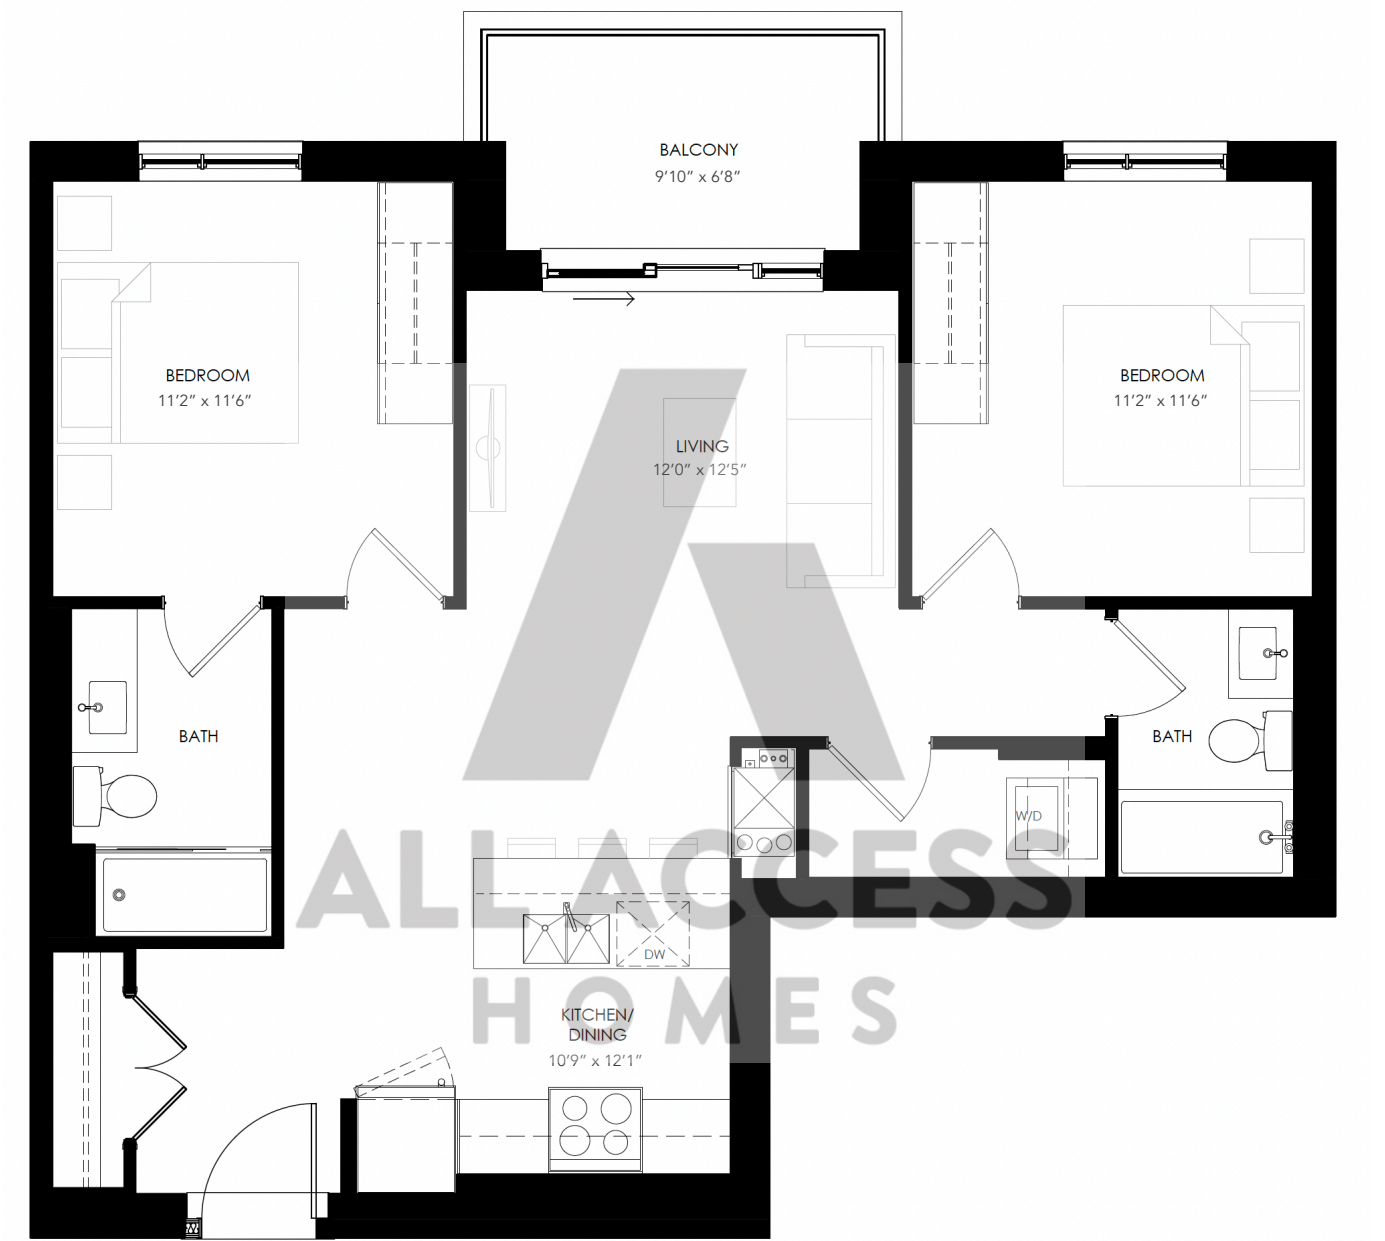 BALCONY
9'10" x 6'8"
BEDROOM
11'2" x 11'6"
BEDROOM
11'2" x 11'6"
LIVING
12'0" x 12'5"
BATH
BATH
W/D
ALL ACCESS
HOMES
DW
KITCHEN/
DINING
10'9" x 12'1"